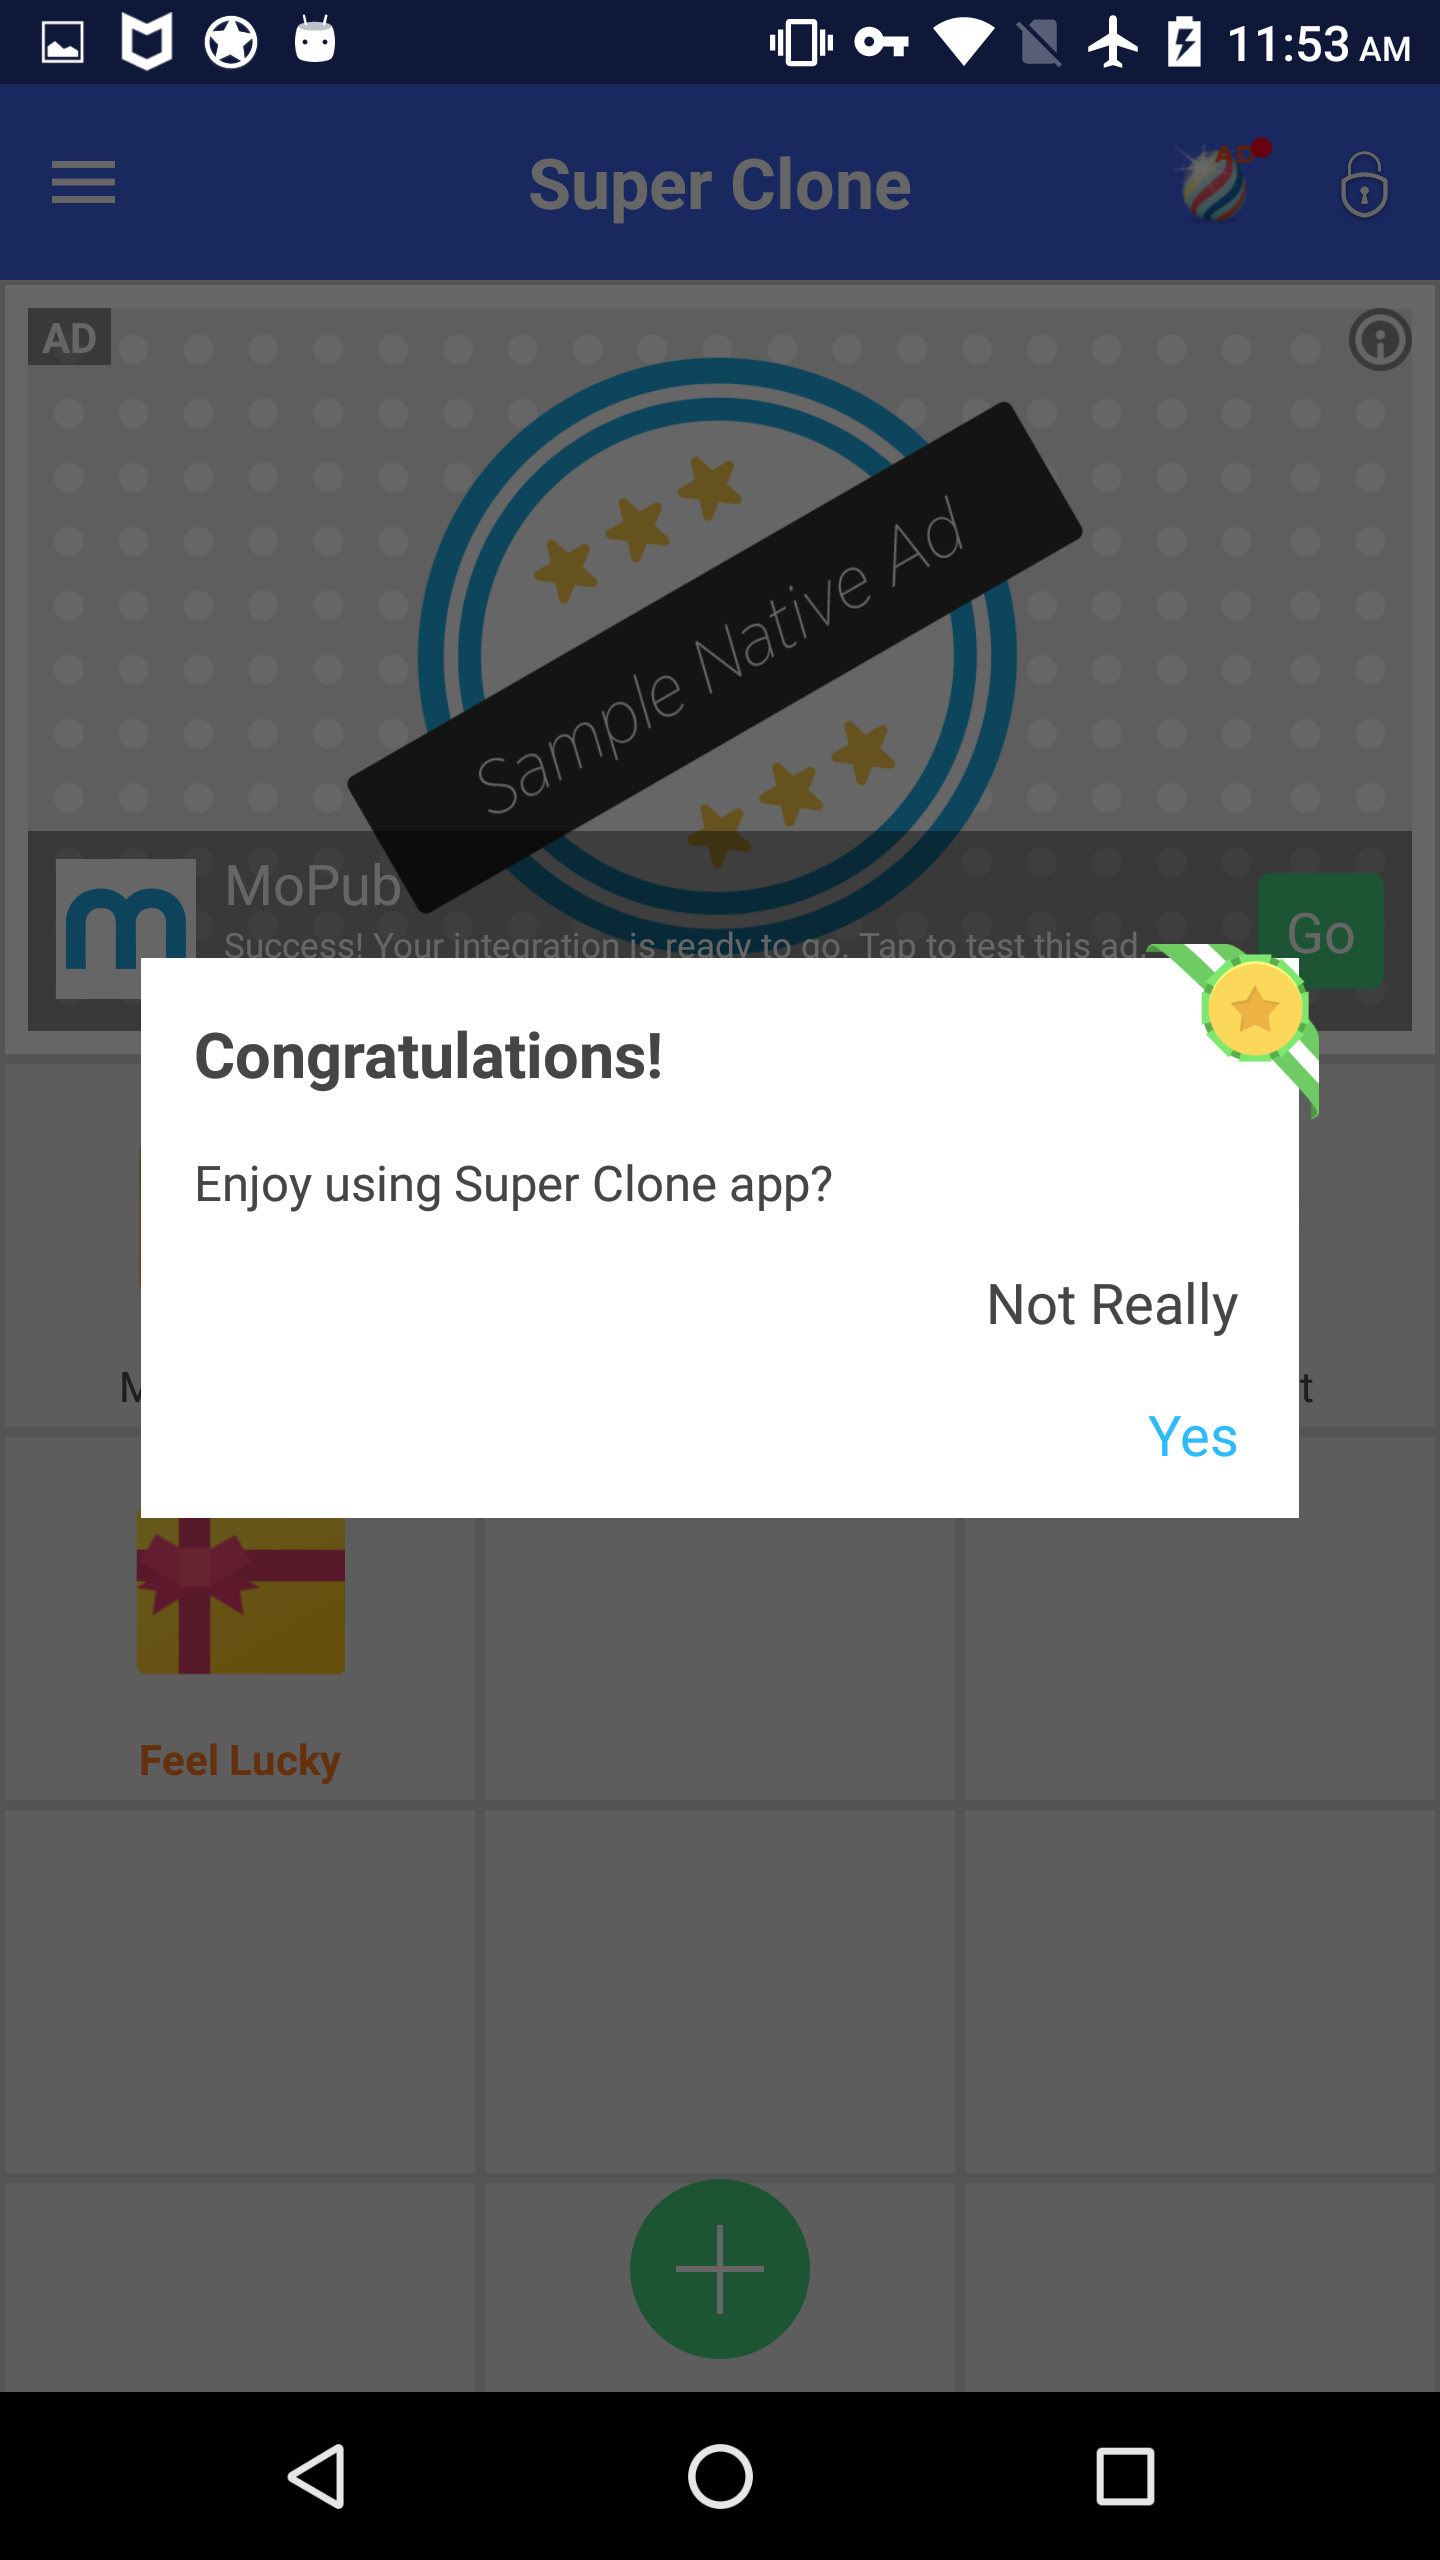 11:53 AM
Super Clone
AD
AD
Sample Native Ad
MoPub
Success! Your integration is ready to go. Tap to test this ad.
Go
Congratulations!
Enjoy using Super Clone app?
Not Really
Yes
Feel Lucky